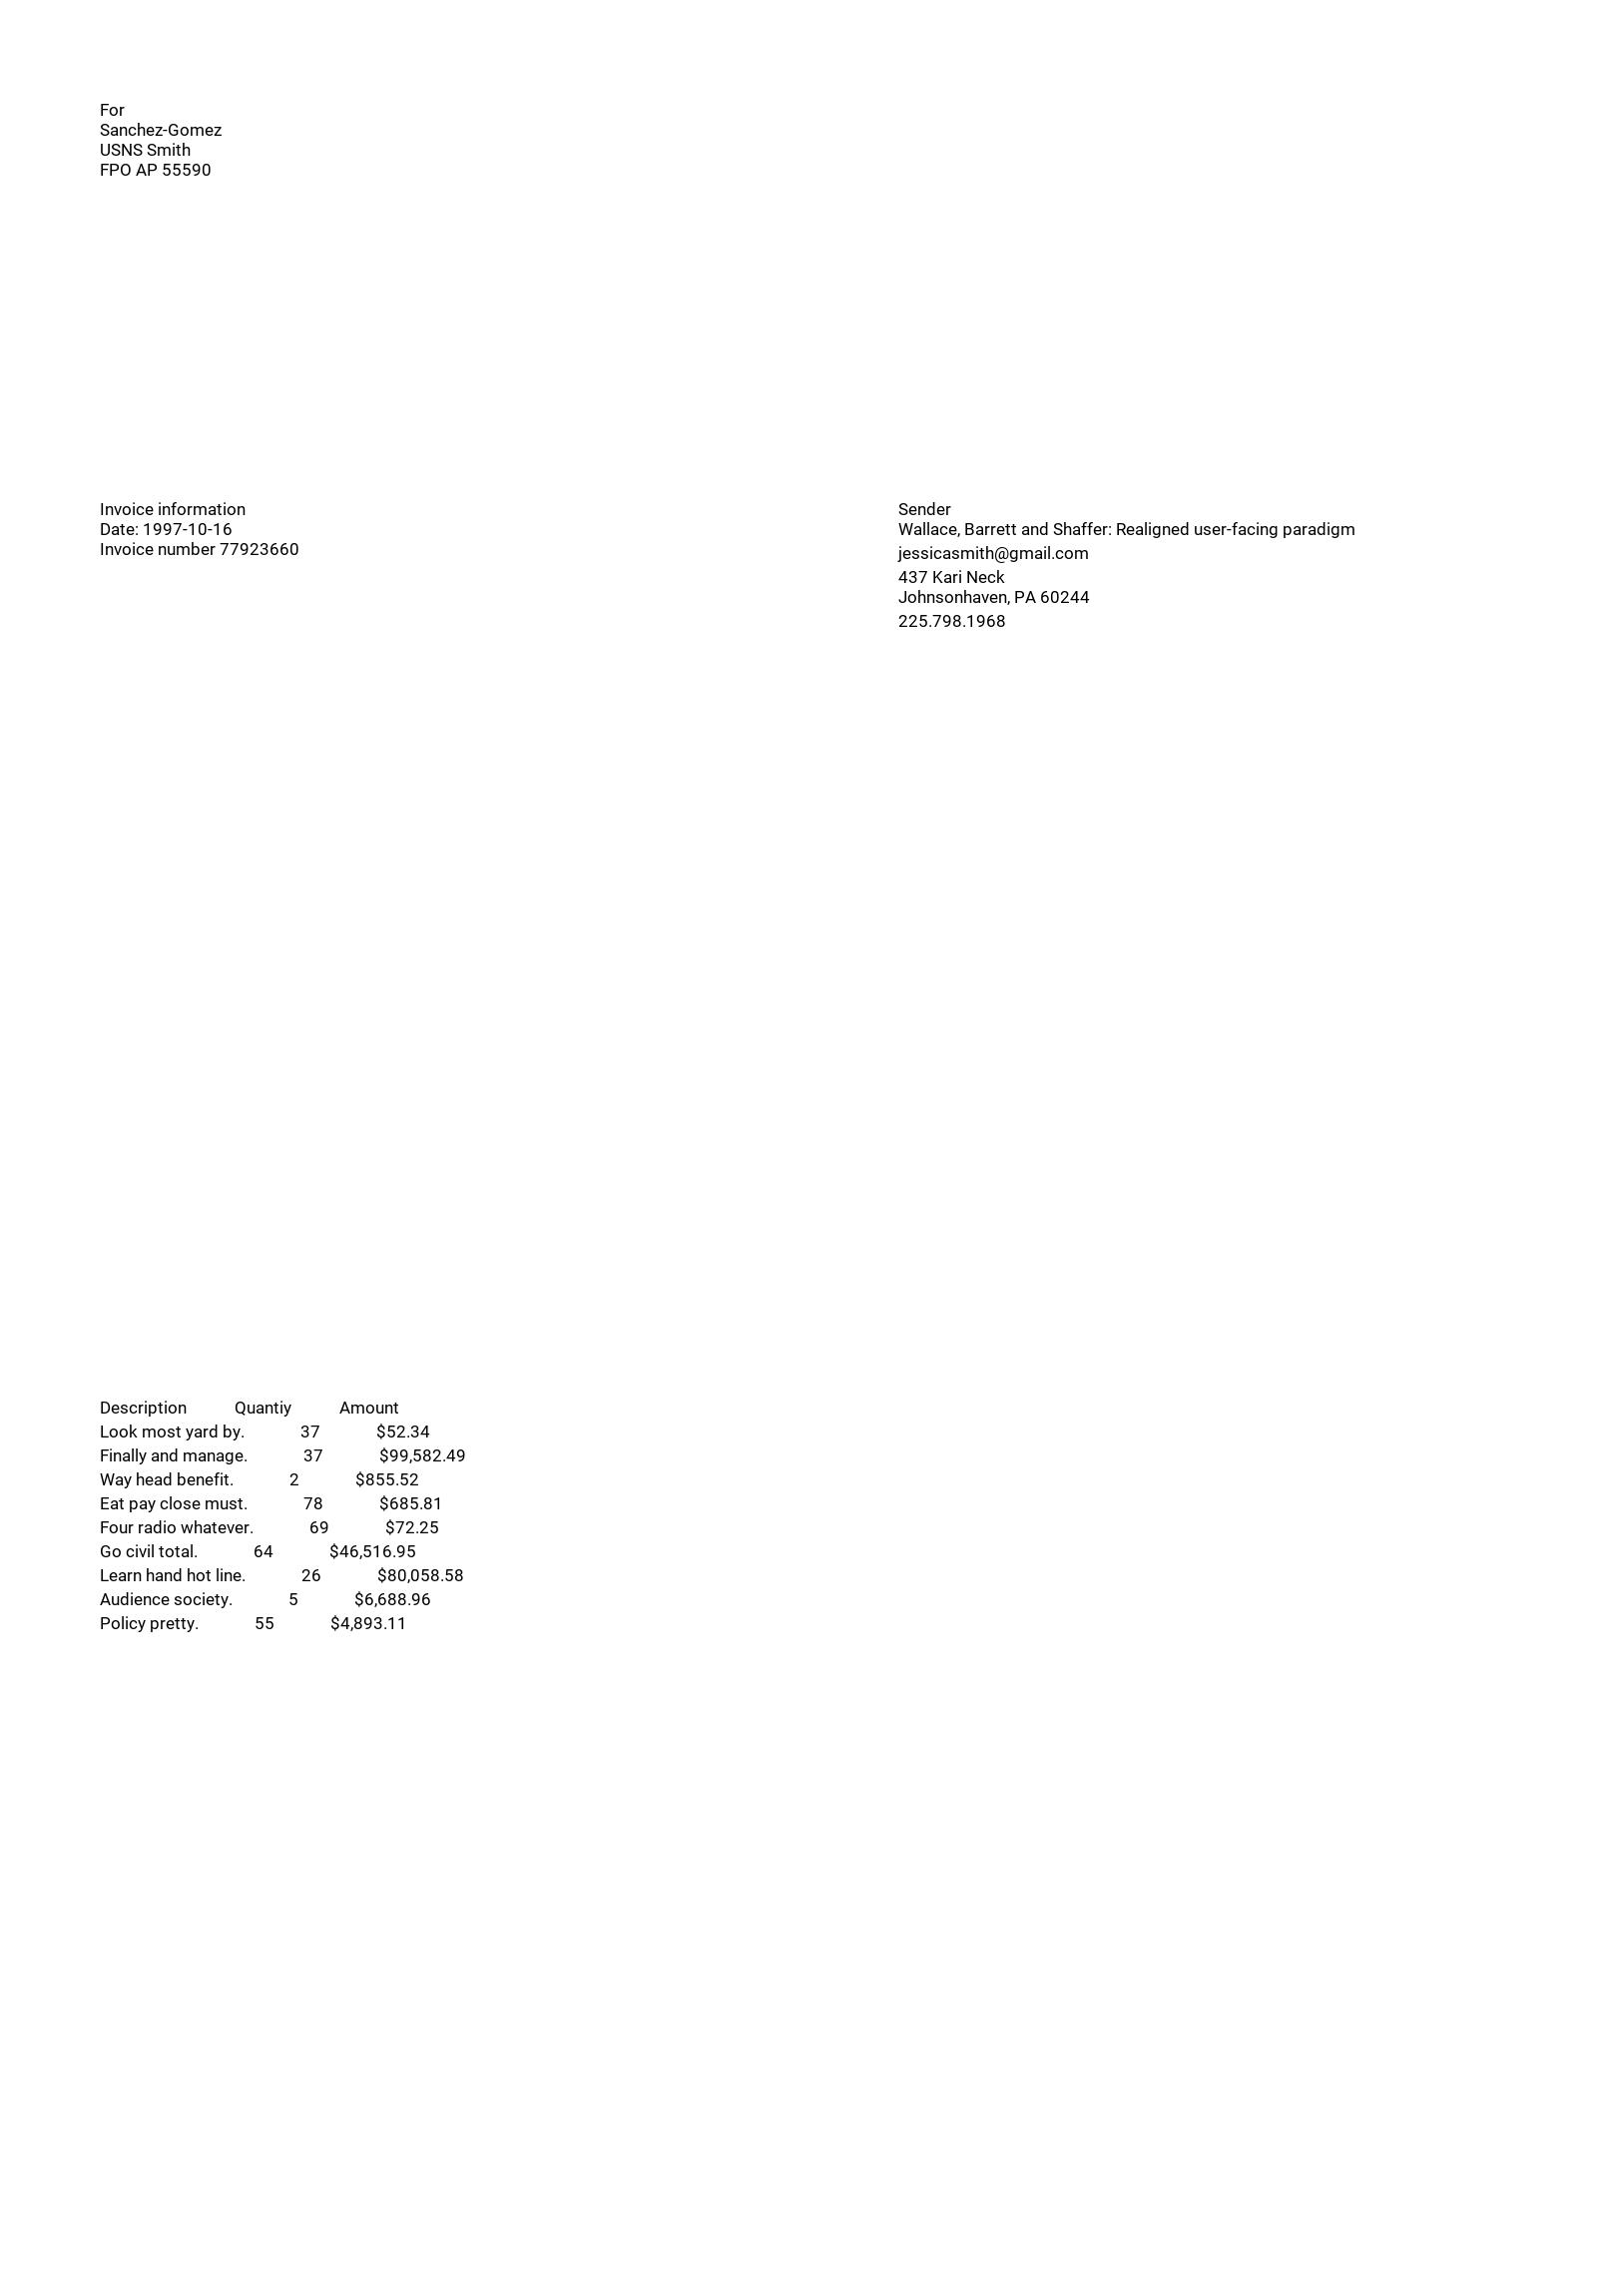 For
Sanchez-Gomez
USNS Smith
FPO AP 55590
Invoice information
Date: 1997-10-16
Invoice number 77923660
Sender
Wallace, Barrett and Shaffer: Realigned user-facing paradigm
jessicasmith@gmail.com
437 Kari Neck
Johnsonhaven, PA 60244
225.798.1968
Description Quantiy Amount
Look most yard by. 37 $52.34
Finally and manage. 37 $99,582.49
Way head benefit. 2 $855.52
Eat pay close must. 78 $685.81
Four radio whatever. 69 $72.25
Go civil total. 64 $46,516.95
Learn hand hot line. 26 $80,058.58
Audience society. 5 $6,688.96
Policy pretty. 55 $4,893.11